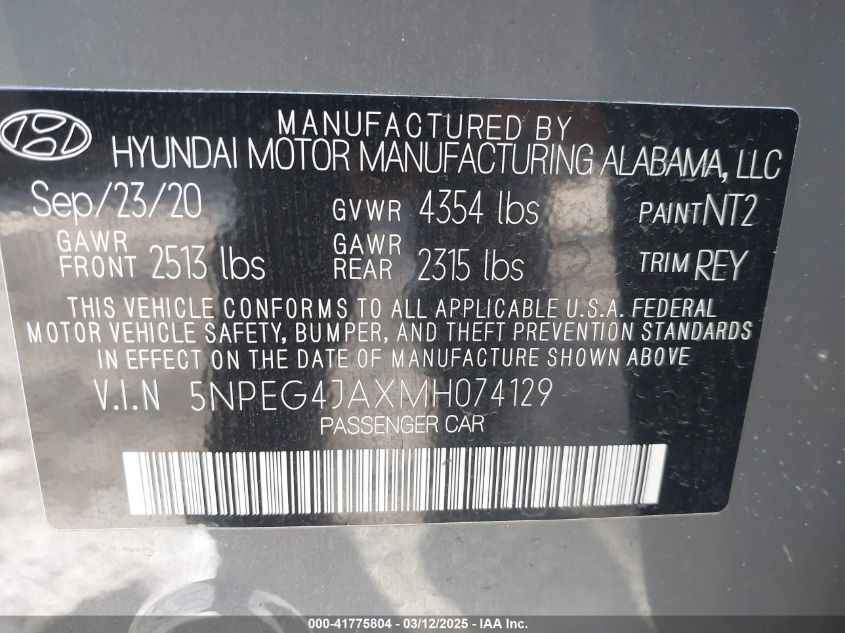 MANUFACTURED BY
HYUNDAI MOTOR MANUFACTURING ALABAMA, LLC
Sep/23/20 GVWR 4354 lbs PAINT NT2
GAWR FRONT 2513 lbs GAWR REAR 2315 lbs TRIM REY
THIS VEHICLE CONFORMS TO ALL APPLICABLE U.S.A. FEDERAL
MOTOR VEHICLE SAFETY, BUMPER, AND THEFT PREVENTION STANDARDS
IN EFFECT ON THE DATE OF MANUFACTURE SHOWN ABOVE
V.I.N 5NPEG4JAXMH074129
PASSENGER CAR
000-41775804 - 03/12/2025 - IAA Inc.